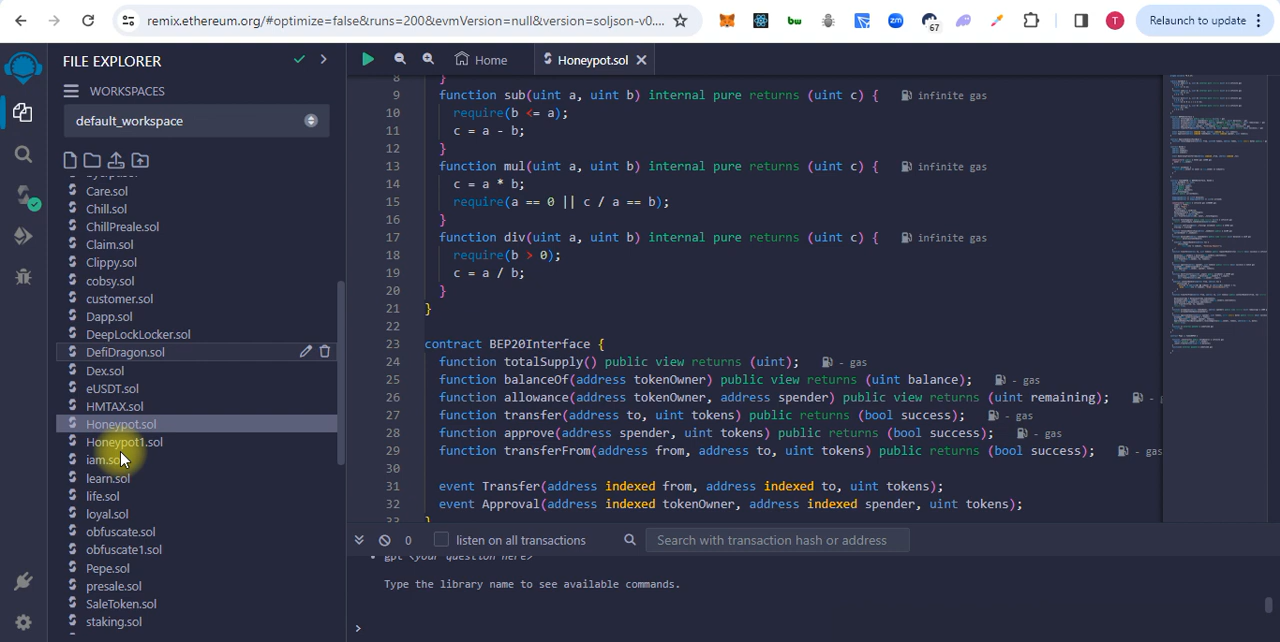 remix.ethereum.org/#optimize=false&runs=200&evmVersion=null&version=soljson-v0....
67
T
Relaunch to update
FILE EXPLORER
WORKSPACES
default_workspace
Care.sol
Chill.sol
ChillPreale.sol
Claim.sol
Clippy.sol
cobsy.sol
customer.sol
Dapp.sol
DeepLockLocker.sol
DefiDragon.sol
Dex.sol
eUSDT.sol
HMTAX.sol
Honeypot.sol
Honeypot1.sol
iam.sol
learn.sol
life.sol
loyal.sol
obfuscate.sol
obfuscate1.sol
Pepe.sol
presale.sol
SaleToken.sol
staking.sol
Home
Honeypot.sol
8 }
9 function sub(uint a, uint b) internal pure returns (uint c) { infinite gas
10 require(b <= a);
11 c = a - b;
12 }
13 function mul(uint a, uint b) internal pure returns (uint c) { infinite gas
14 c = a * b;
15 require(a == 0 || c / a == b);
16 }
17 function div(uint a, uint b) internal pure returns (uint c) { infinite gas
18 require(b > 0);
19 c = a / b;
20 }
21 }
22
23 contract BEP20Interface {
24 function totalSupply() public view returns (uint); - gas
25 function balanceOf(address tokenOwner) public view returns (uint balance); - gas
26 function allowance(address tokenOwner, address spender) public view returns (uint remaining); -
27 function transfer(address to, uint tokens) public returns (bool success); - gas
28 function approve(address spender, uint tokens) public returns (bool success); - gas
29 function transferFrom(address from, address to, uint tokens) public returns (bool success); - gas
30
31 event Transfer(address indexed from, address indexed to, uint tokens);
32 event Approval(address indexed tokenOwner, address indexed spender, uint tokens);
33 }
0 listen on all transactions Search with transaction hash or address
• gpt <your question here>
Type the library name to see available commands.
>